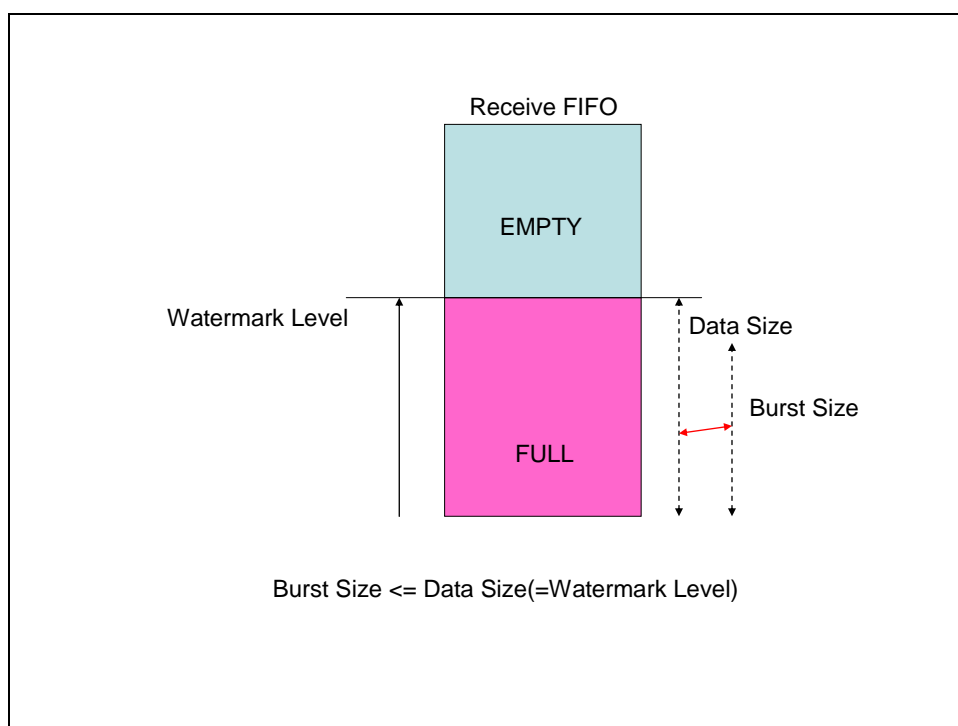 Receive FIFO
EMPTY
Watermark Level
Data Size
Burst Size
FULL
Burst Size <= Data Size(=Watermark Level)